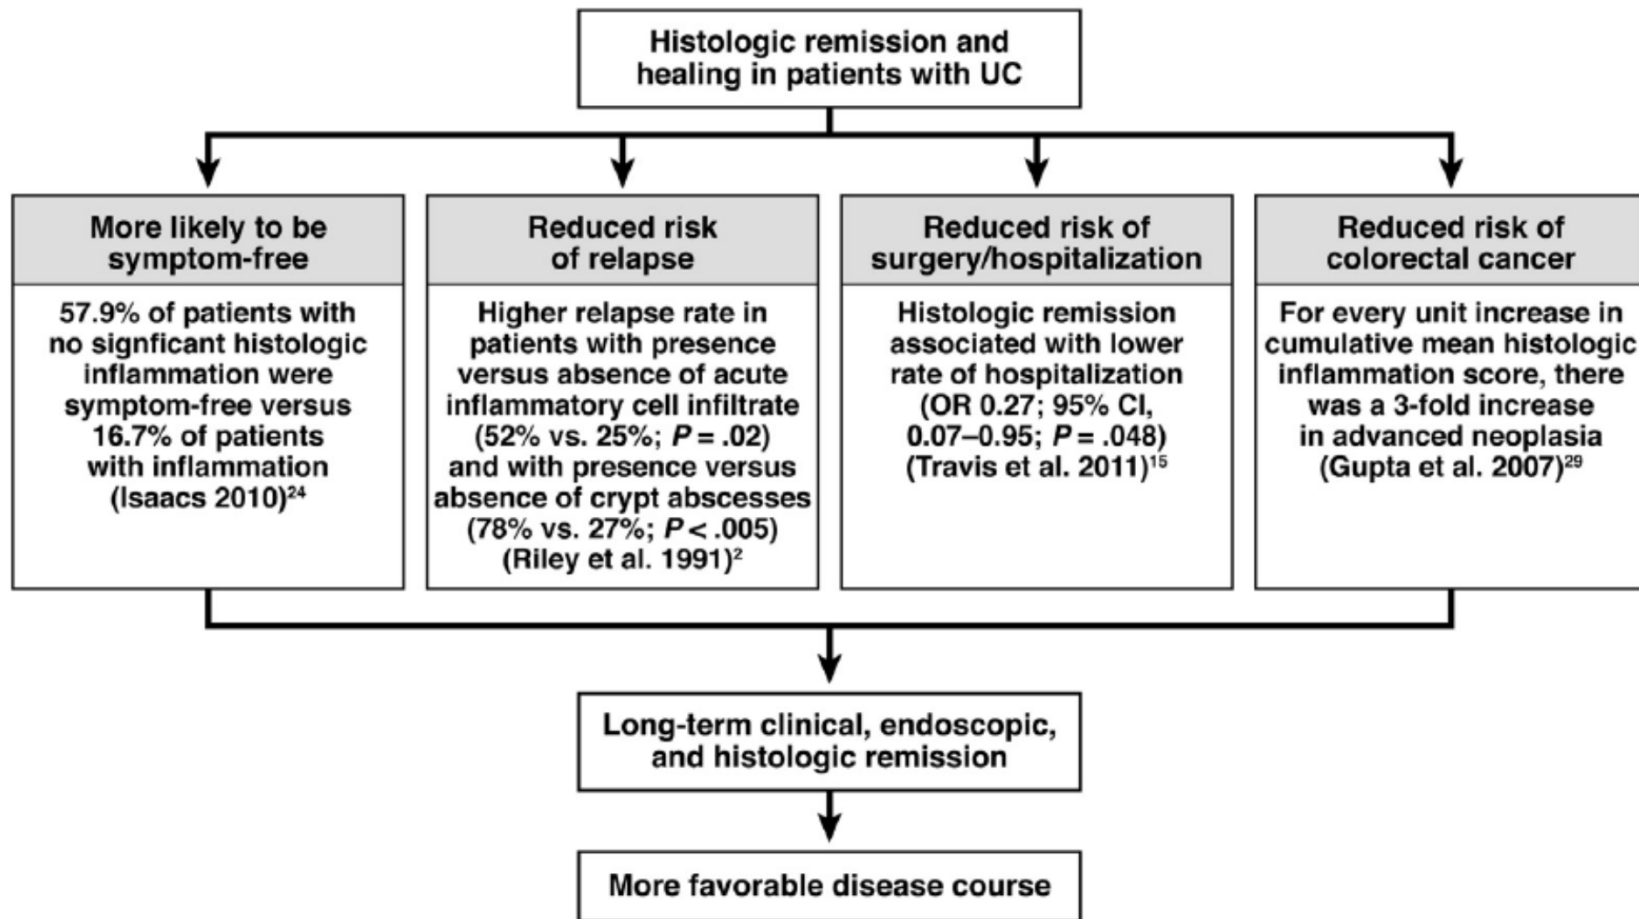 Histologic remission and
healing in patients with UC
More likely to be
symptom-free
57.9% of patients with
no signficant histologic
inflammation were
symptom-free versus
16.7% of patients
with inflammation
(Isaacs 2010)²⁴
Reduced risk
of relapse
Higher relapse rate in
patients with presence
versus absence of acute
inflammatory cell infiltrate
(52% vs. 25%; P = .02)
and with presence versus
absence of crypt abscesses
(78% vs. 27%; P < .005)
(Riley et al. 1991)²
Reduced risk of
surgery/hospitalization
Histologic remission
associated with lower
rate of hospitalization
(OR 0.27; 95% CI,
0.07–0.95; P = .048)
(Travis et al. 2011)¹⁵
Reduced risk of
colorectal cancer
For every unit increase in
cumulative mean histologic
inflammation score, there
was a 3-fold increase
in advanced neoplasia
(Gupta et al. 2007)²⁹
Long-term clinical, endoscopic,
and histologic remission
More favorable disease course